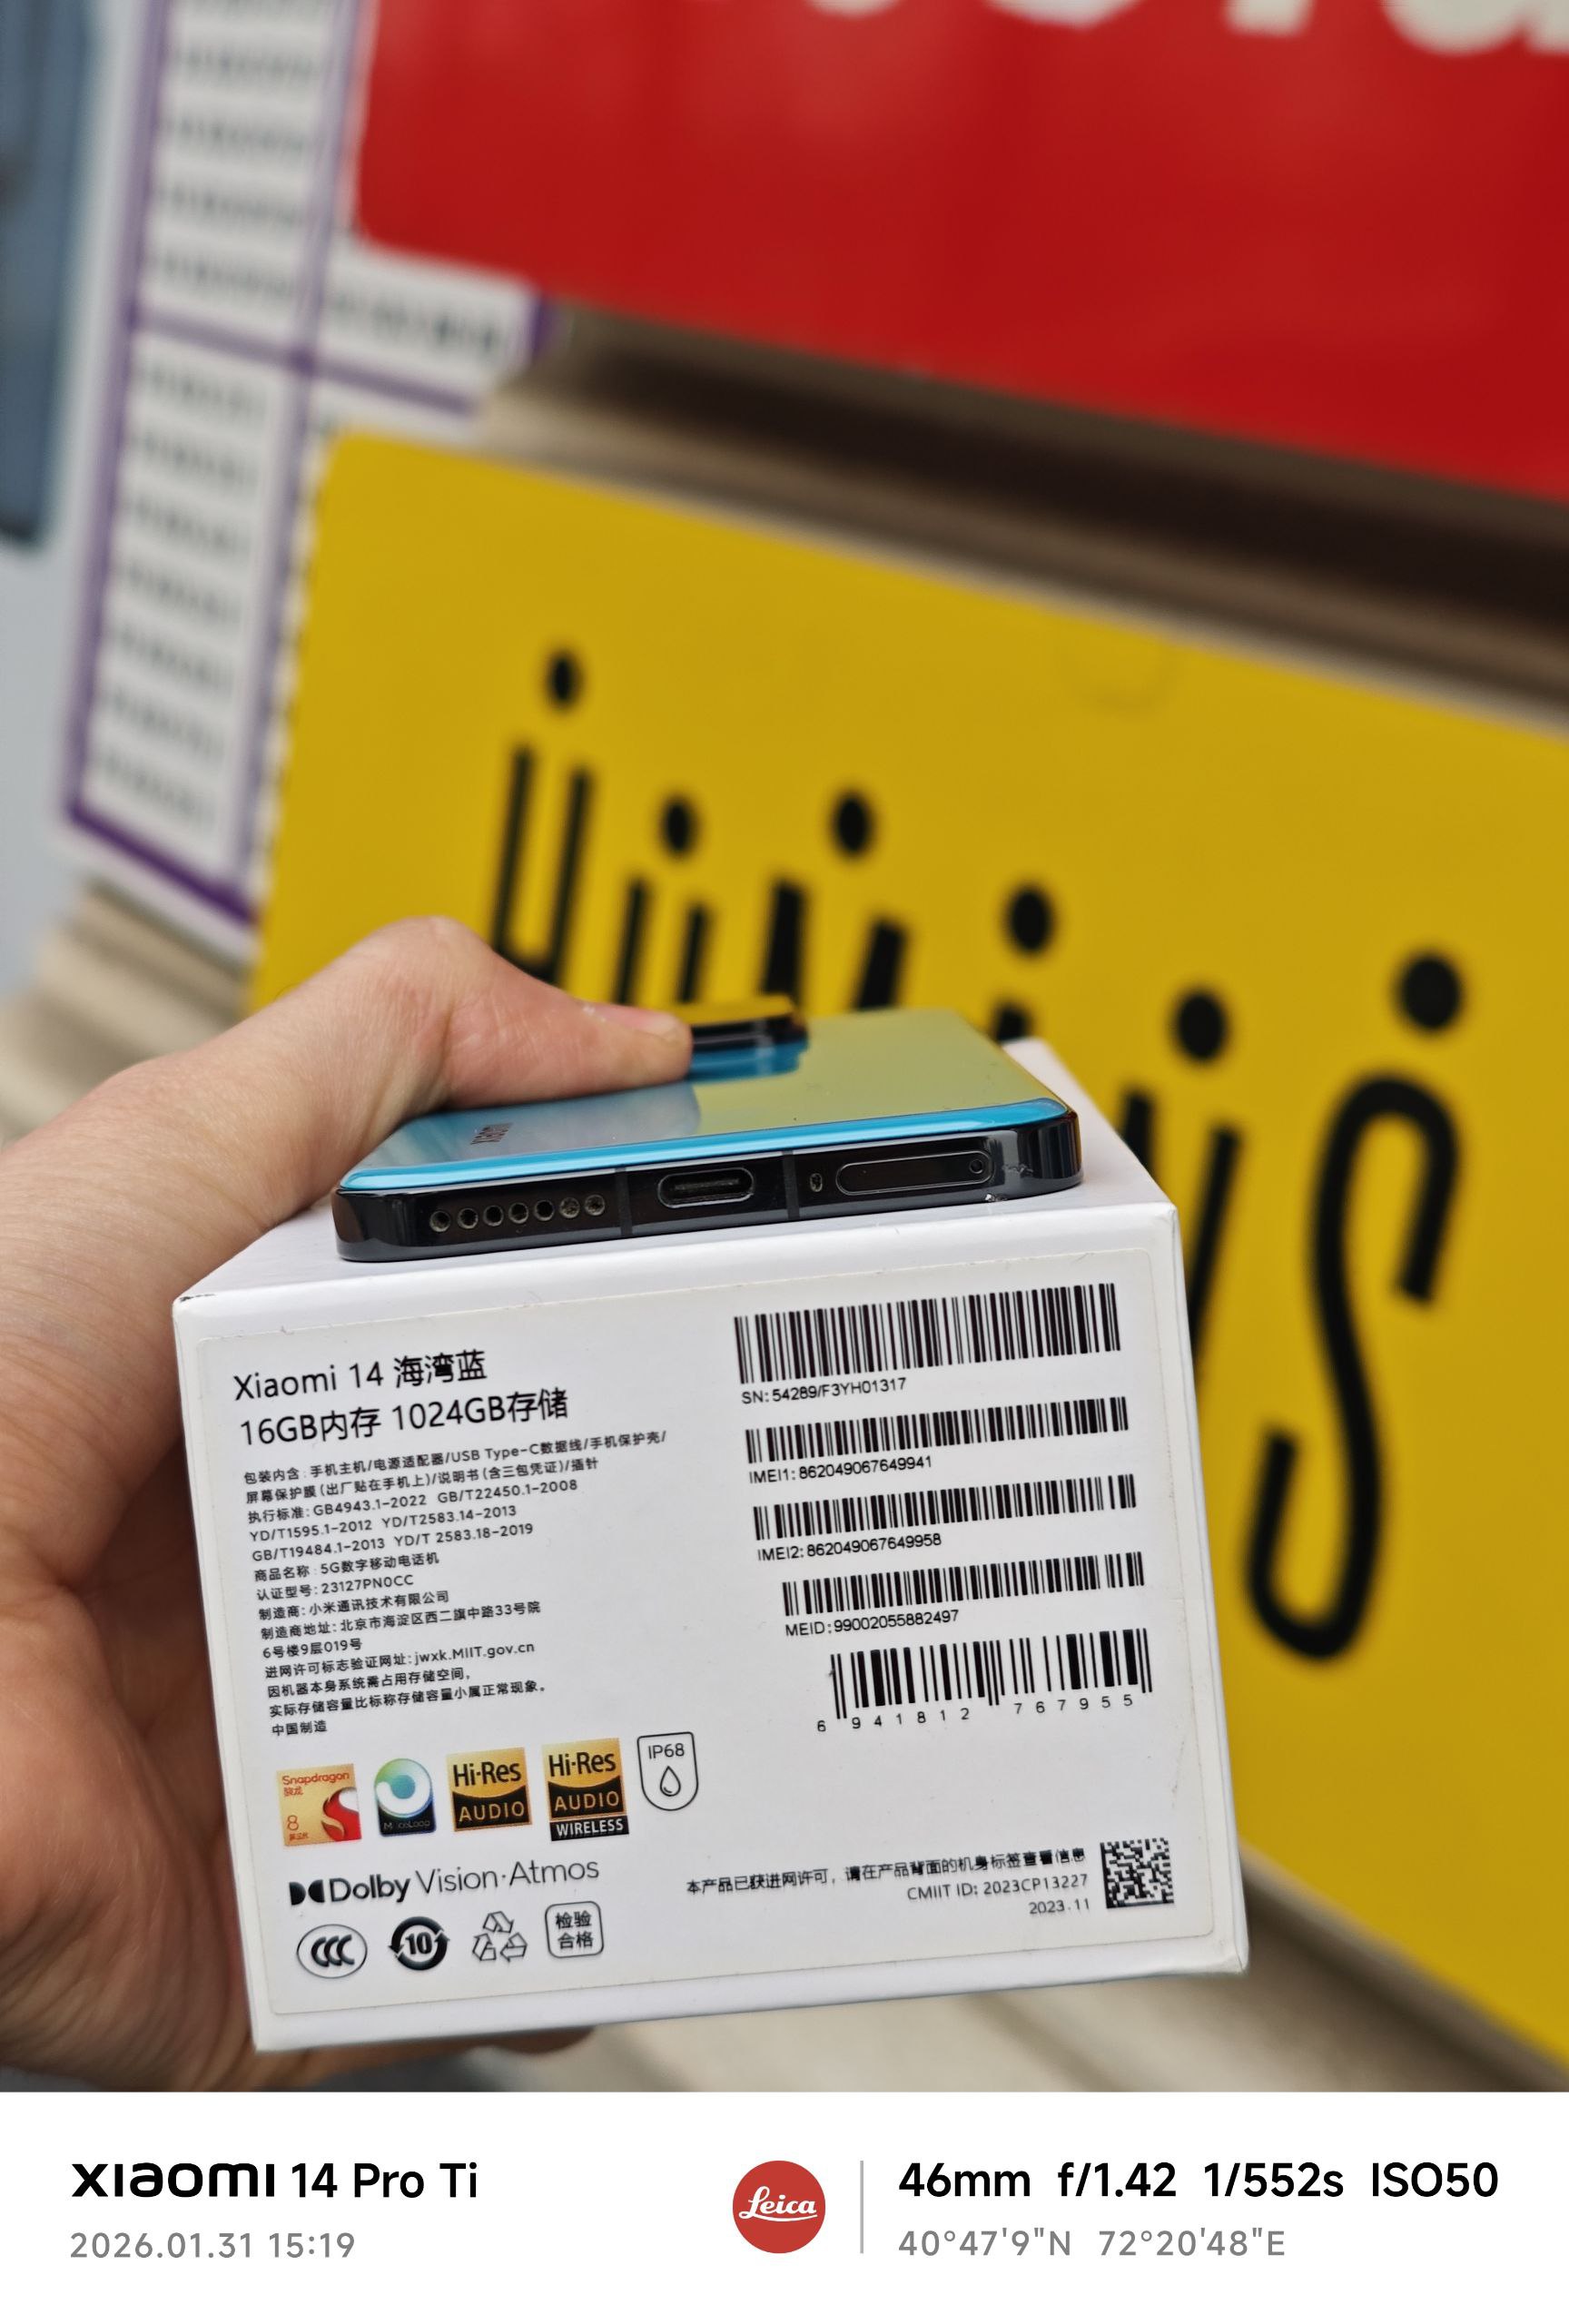 Xiaomi 14 海湾蓝
16GB内存 1024GB存储
包装内含：手机主机/电源适配器/USB Type-C数据线/手机保护壳/
屏幕保护膜(出厂贴在手机上)/说明书(含三包凭证)/插针
执行标准: GB4943.1-2022 GB/T22450.1-2008
YD/T1595.1-2012 YD/T2583.14-2013
GB/T19484.1-2013 YD/T 2583.18-2019
商品名称：5G数字移动电话机
认证型号: 23127PN0CC
制造商: 小米通讯技术有限公司
制造商地址: 北京市海淀区西二旗中路33号院
6号楼9层019号
进网许可标志验证网址: jwxk.MIIT.gov.cn
因机器本身系统需占用存储空间，
实际存储容量比标称存储容量小属正常现象。
中国制造
SN: 54289/F3YH01317
IMEI1: 862049067649941
IMEI2: 862049067649958
MEID: 99002055882497
6 941812 767955
Snapdragon
骁龙
8
Hi-Res
AUDIO
Hi-Res
AUDIO
WIRELESS
IP68
Dolby Vision·Atmos
CCC
10
检验
合格
本产品已获进网许可，请在产品背面的机身标签查看信息
CMIIT ID: 2023CP13227
2023.11
xiaomi 14 Pro Ti
2026.01.31 15:19
Leica
46mm f/1.42 1/552s ISO50
40°47'9"N 72°20'48"E